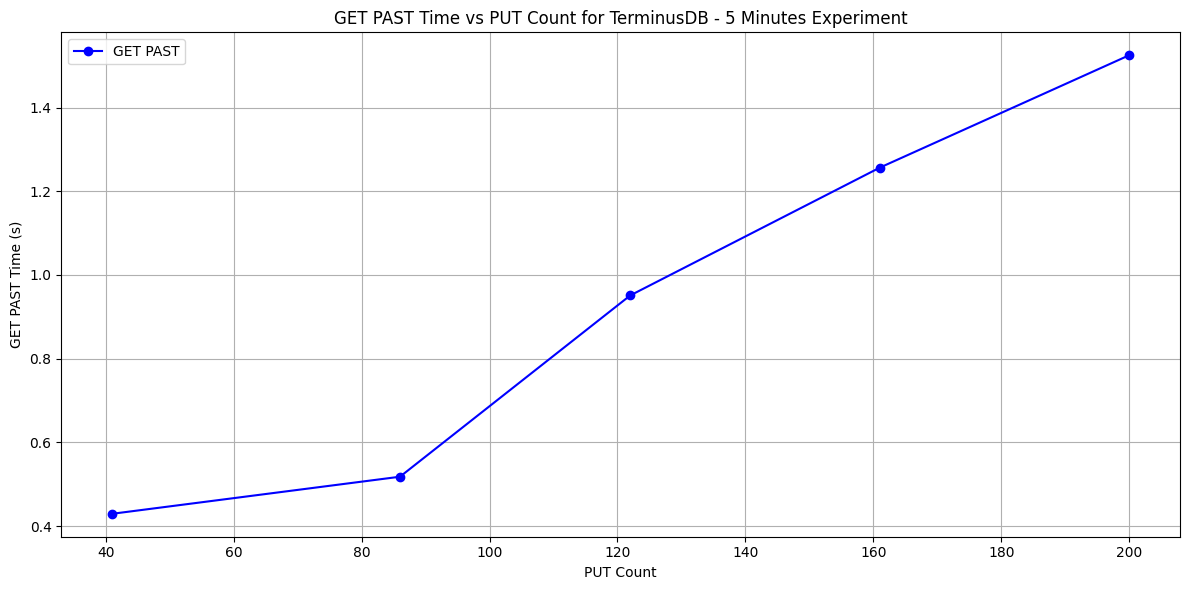 GET PAST Time vs PUT Count for TerminusDB - 5 Minutes Experiment
GET PAST
GET PAST Time (s)
1.4
1.2
1.0
0.8
0.6
0.4
40 60 80 100 120 140 160 180 200
PUT Count